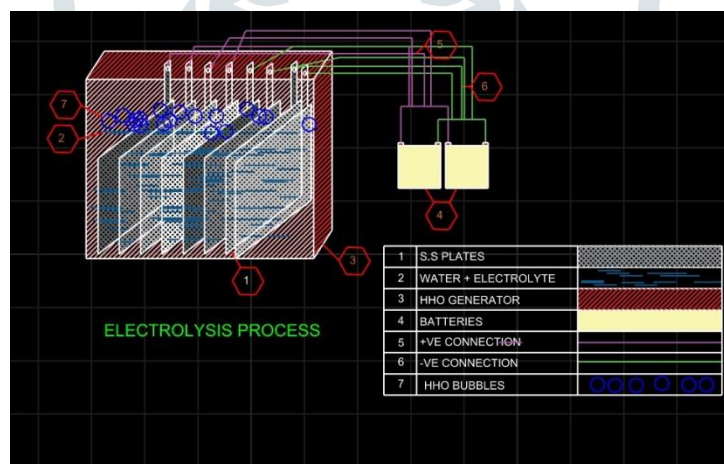 5
7
6
2
4
3
1
ELECTROLYSIS PROCESS
1 S.S PLATES
2 WATER + ELECTROLYTE
3 HHO GENERATOR
4 BATTERIES
5 +VE CONNECTION
6 -VE CONNECTION
7 HHO BUBBLES